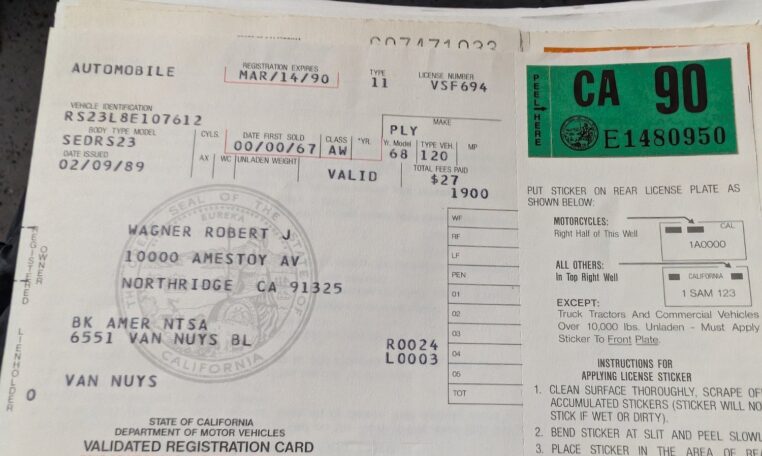 AUTOMOBILE
REGISTRATION EXPIRES
MAR/14/90
TYPE
11
LICENSE NUMBER
VSF694
VEHICLE IDENTIFICATION
RS23L8E107612
BODY TYPE MODEL
SEDRS23
CYLS.
DATE FIRST SOLD
00/00/67
CLASS
AW
*YR.
MAKE
PLY
Yr. Model
68
TYPE VEH.
120
MP
DATE ISSUED
02/09/89
AX
WC
UNLADEN WEIGHT
VALID
TOTAL FEES PAID
$27
1900
REGISTERED
OWNER
WAGNER ROBERT J
10000 AMESTOY AV
NORTHRIDGE CA 91325
LIENHOLDER
BK AMER NTSA
6551 VAN NUYS BL
R0024
L0003
0
VAN NUYS
WF
RF
LF
PEN
01
02
03
04
05
TOT
SEAL OF THE
EUREKA
CALIFORNIA
STATE OF CALIFORNIA
DEPARTMENT OF MOTOR VEHICLES
VALIDATED REGISTRATION CARD
PEEL HERE
CA 90
E1480950
PUT STICKER ON REAR LICENSE PLATE AS
SHOWN BELOW:
MOTORCYCLES:
Right Half of This Well
CAL
1A0000
ALL OTHERS:
In Top Right Well
CALIFORNIA
1 SAM 123
EXCEPT:
Truck Tractors And Commercial Vehicles
Over 10,000 lbs. Unladen - Must Apply
Sticker To Front Plate.
INSTRUCTIONS FOR
APPLYING LICENSE STICKER
1. CLEAN SURFACE THOROUGHLY, SCRAPE OF
ACCUMULATED STICKERS (STICKER WILL NO
STICK IF WET OR DIRTY).
2. BEND STICKER AT SLIT AND PEEL SLOWL
3. PLACE STICKER IN THE AREA OF REA